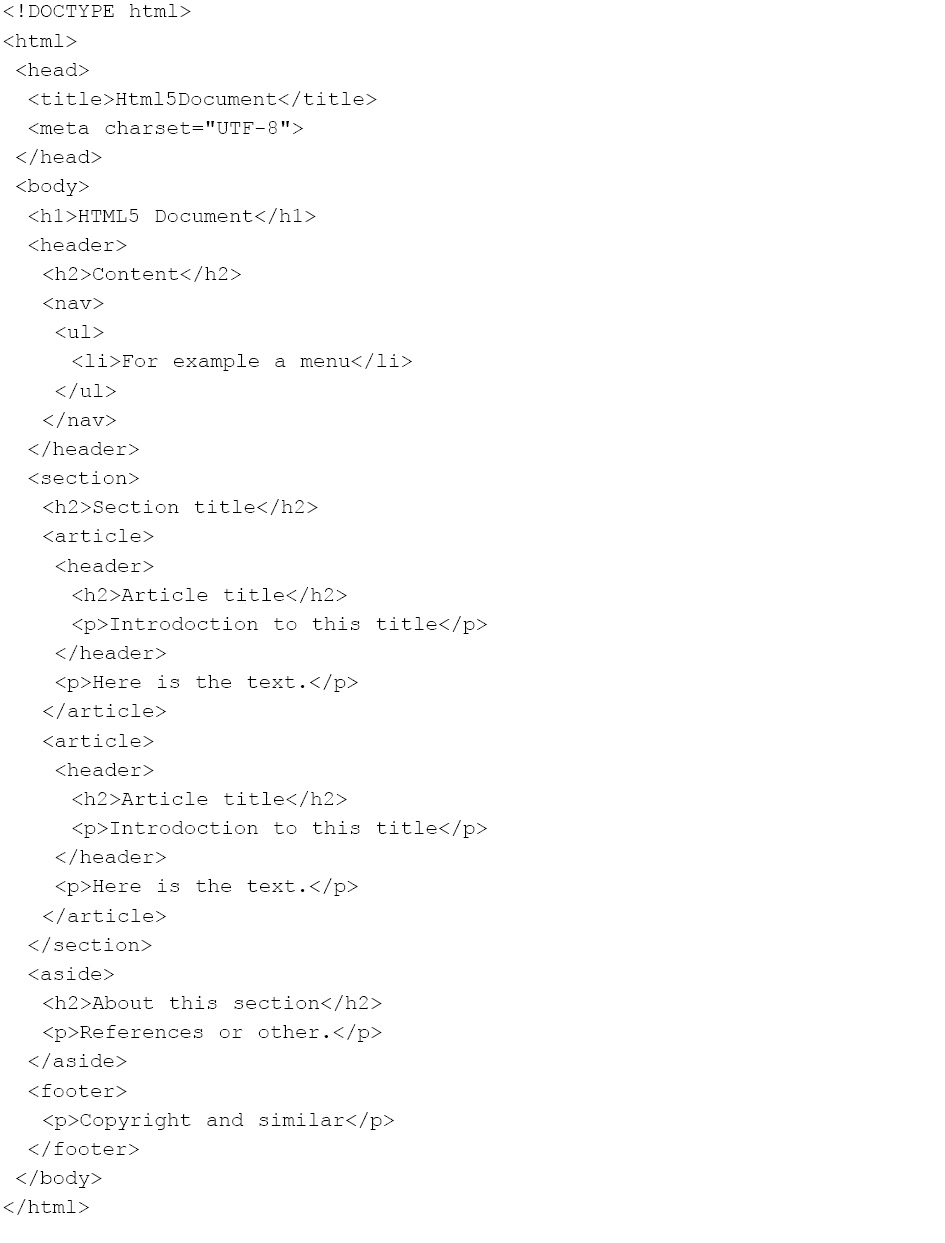 <!DOCTYPE html>
<html>
<head>
<title>Html5Document</title>
<meta charset="UTF-8">
</head>
<body>
<h1>HTML5 Document</h1>
<header>
<h2>Content</h2>
<nav>
<ul>
<li>For example a menu</li>
</ul>
</nav>
</header>
<section>
<h2>Section title</h2>
<article>
<header>
<h2>Article title</h2>
<p>Introdoction to this title</p>
</header>
<p>Here is the text.</p>
</article>
<article>
<header>
<h2>Article title</h2>
<p>Introdoction to this title</p>
</header>
<p>Here is the text.</p>
</article>
</section>
<aside>
<h2>About this section</h2>
<p>References or other.</p>
</aside>
<footer>
<p>Copyright and similar</p>
</footer>
</body>
</html>